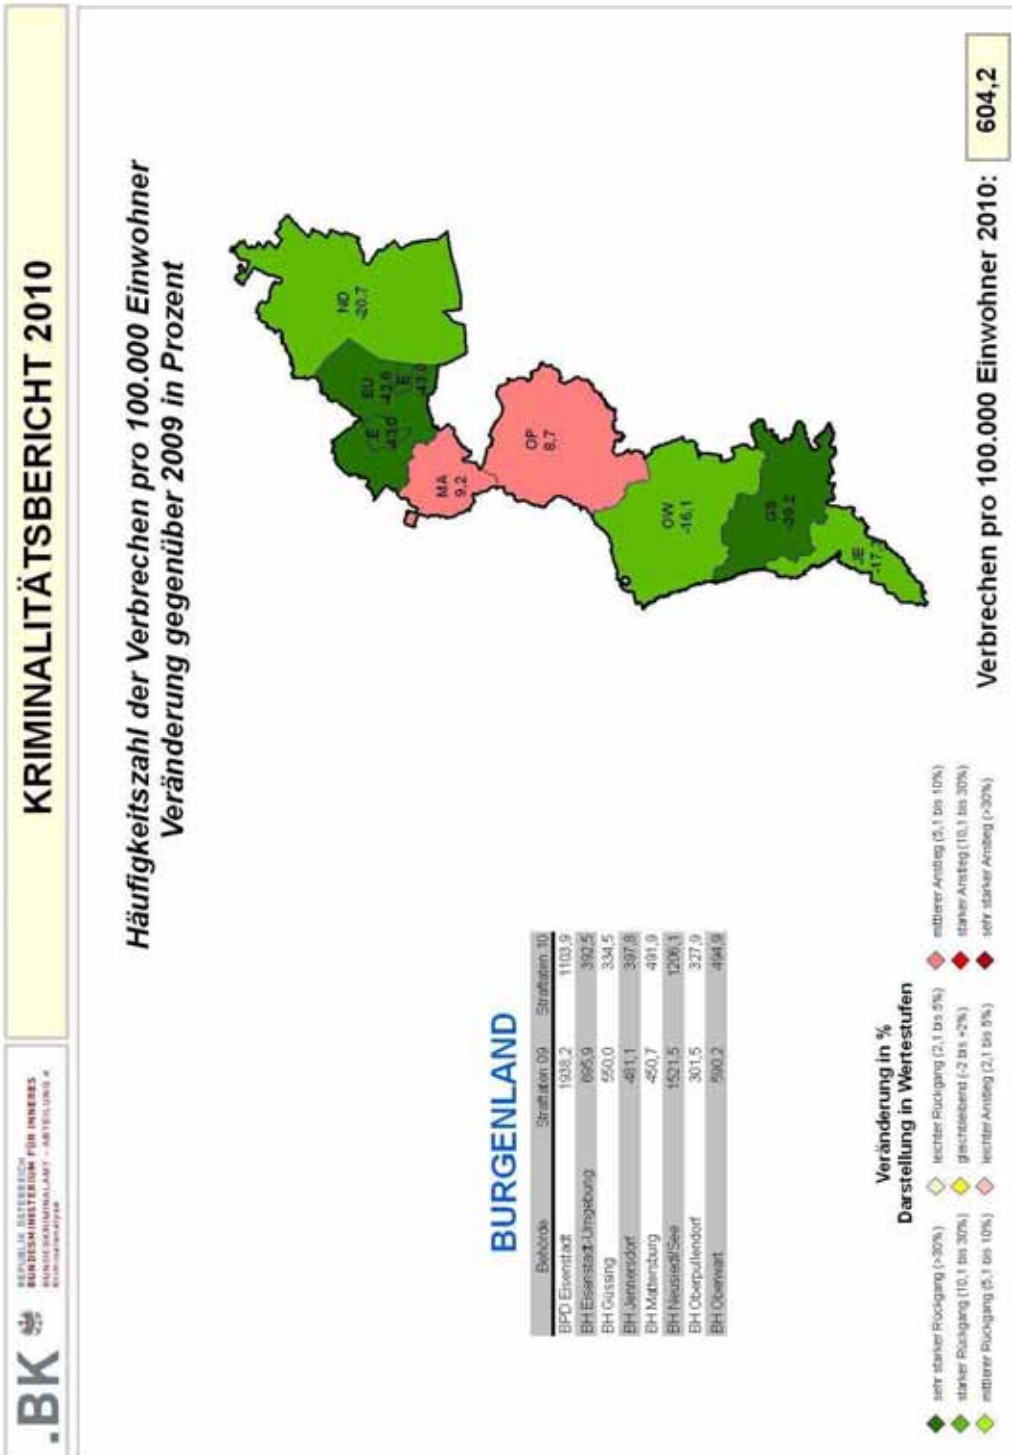 .BK
REPUBLIK ÖSTERREICH
BUNDESMINISTERIUM FÜR INNERES
BUNDESKRIMINALAMT - ABTEILUNG 4
Kriminalanalyse
KRIMINALITÄTSBERICHT 2010
Häufigkeitszahl der Verbrechen pro 100.000 Einwohner
Veränderung gegenüber 2009 in Prozent
BURGENLAND
Behörde Straftaten 09 Straftaten 10
BPD Eisenstadt 1938,2 1103,9
BH Eisenstadt-Umgebung 695,9 392,5
BH Güssing 550,0 334,5
BH Jennersdorf 481,1 397,8
BH Mattersburg 450,7 491,9
BH Neusiedl/See 1521,5 1206,1
BH Oberpullendorf 301,5 327,9
BH Oberwart 590,2 494,9
ND
-20,7
EU
-43,6
E
-43,0
E
-43,0
MA
9,2
OP
8,7
OW
-16,1
GS
-39,2
JE
Veränderung in %
Darstellung in Wertestufen
sehr starker Rückgang (>30%) leichter Rückgang (2,1 bis 5%) mittlerer Anstieg (5,1 bis 10%)
starker Rückgang (10,1 bis 30%) gleichbleibend (-2 bis +2%) starker Anstieg (10,1 bis 30%)
mittlerer Rückgang (5,1 bis 10%) leichter Anstieg (2,1 bis 5%) sehr starker Anstieg (>30%)
Verbrechen pro 100.000 Einwohner 2010: 604,2